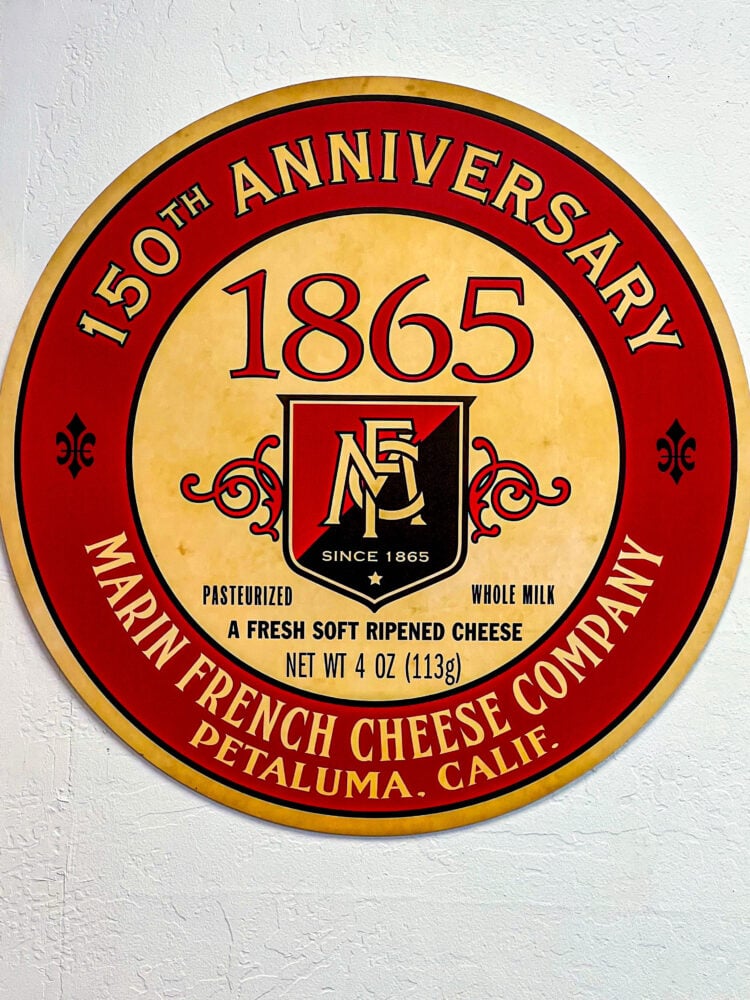 150TH ANNIVERSARY
1865
MFC
SINCE 1865
PASTEURIZED WHOLE MILK
A FRESH SOFT RIPENED CHEESE
NET WT 4 OZ (113g)
MARIN FRENCH CHEESE COMPANY
PETALUMA, CALIF.